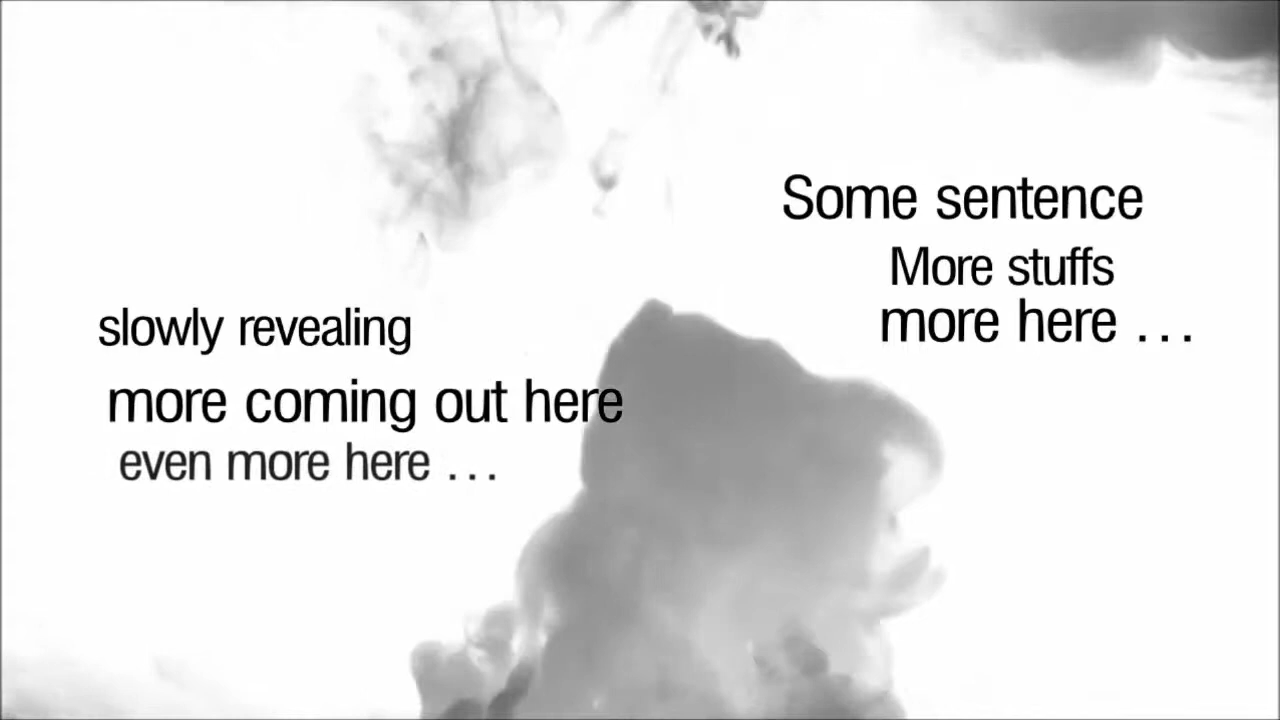 Some sentence
More stuffs
more here ...
slowly revealing
more coming out here
even more here ...